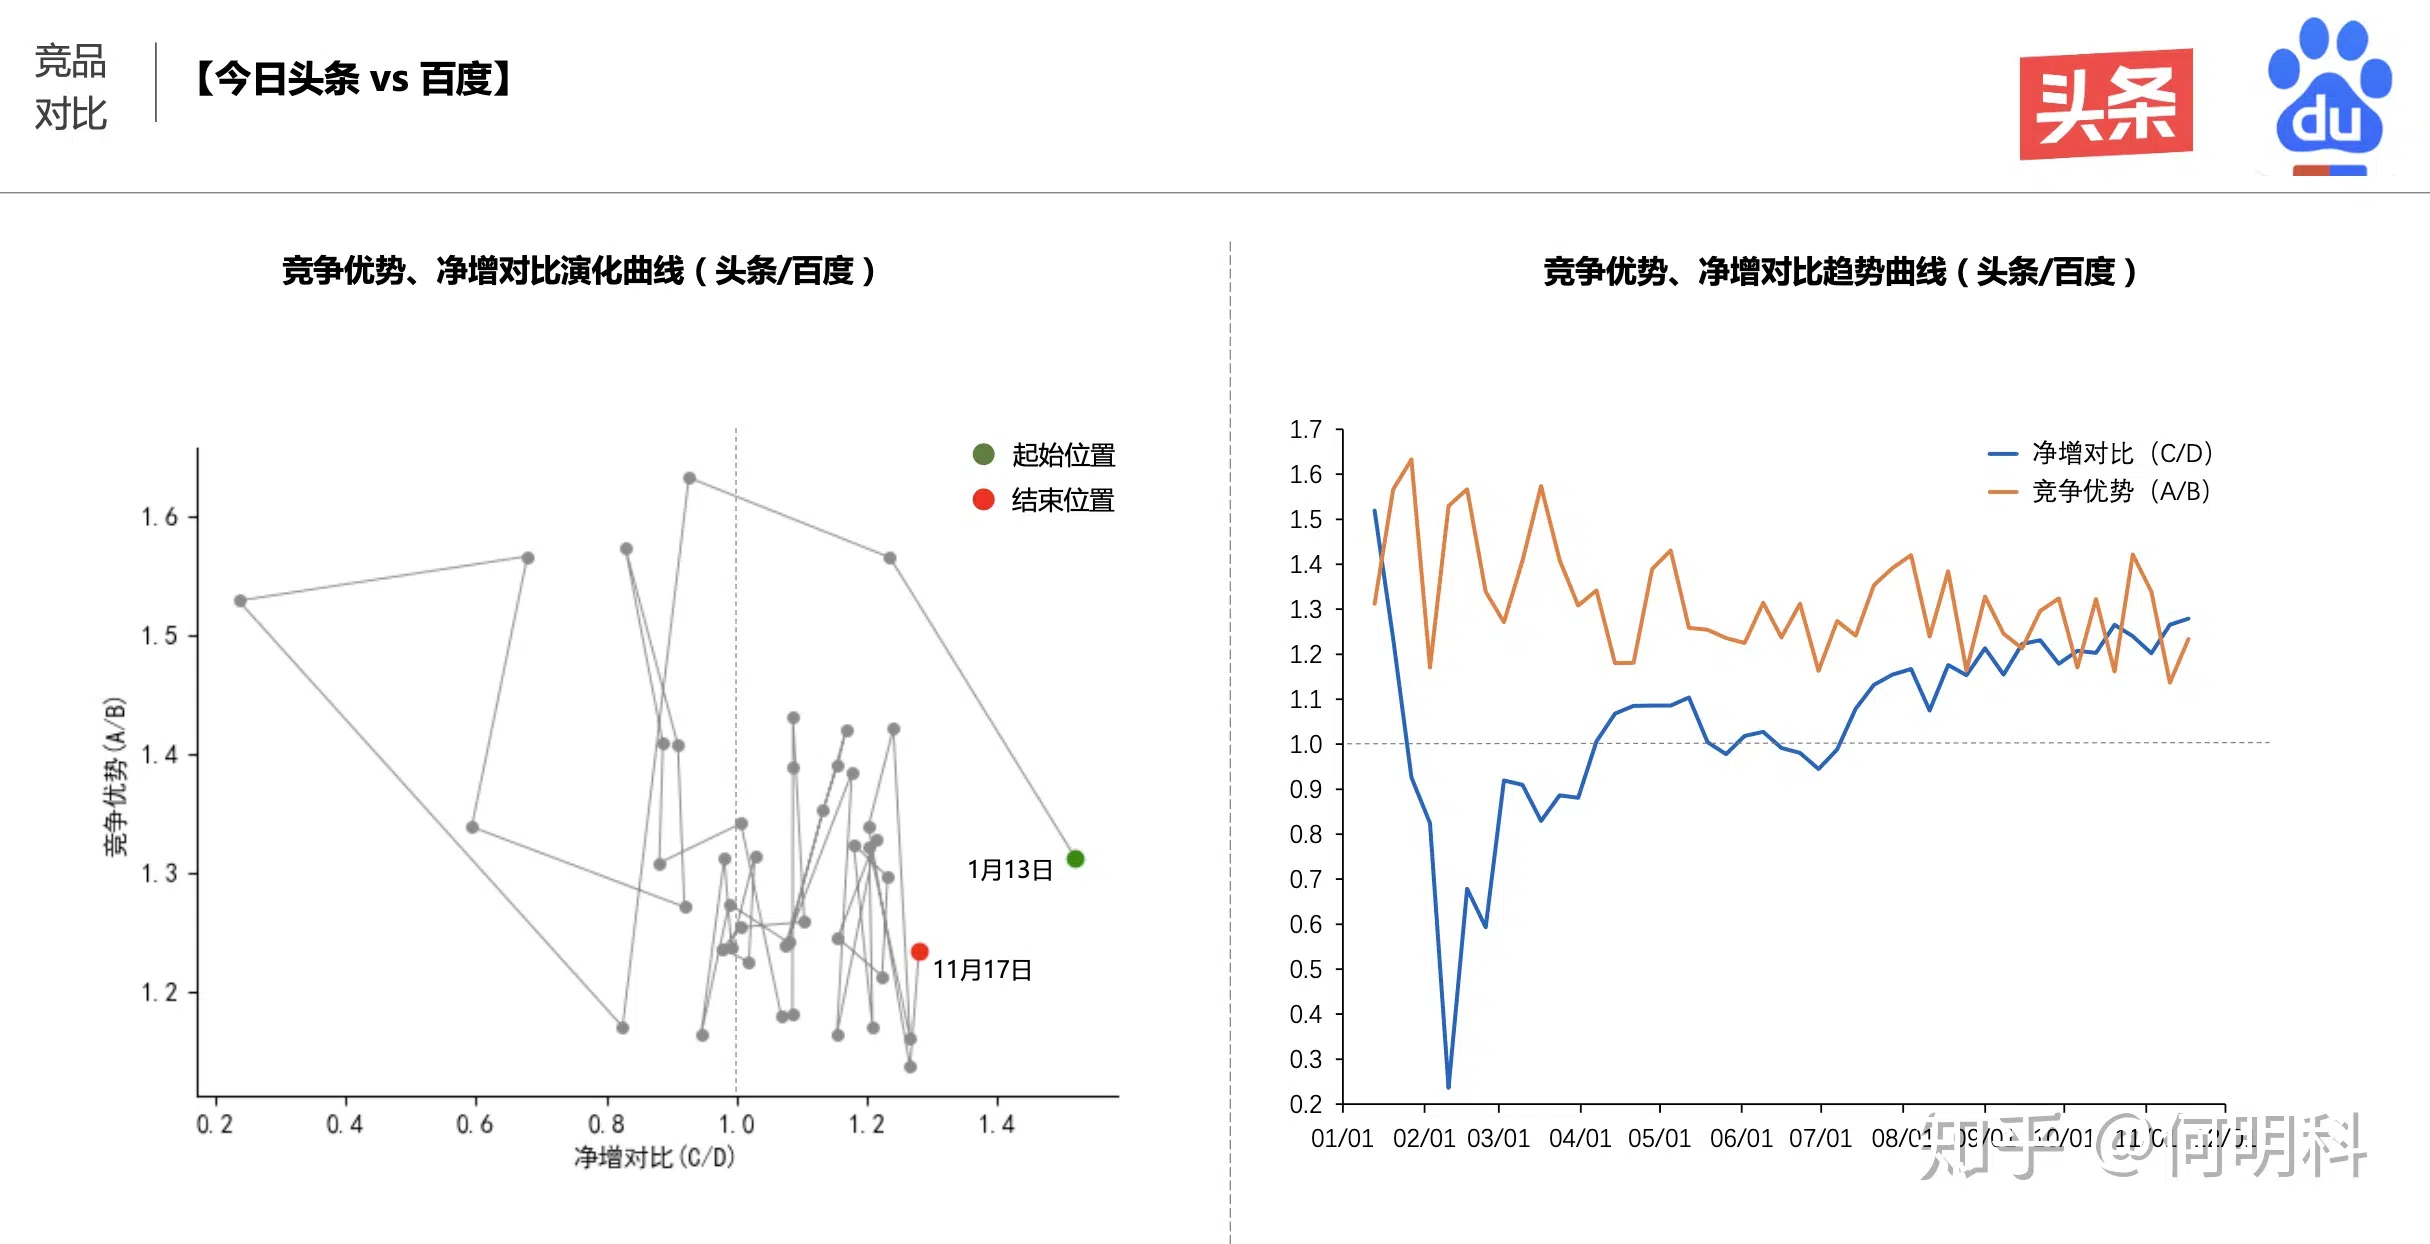 竞品
对比
【今日头条 vs 百度】
头条
du
竞争优势、净增对比演化曲线（头条/百度）
竞争优势、净增对比趋势曲线（头条/百度）
起始位置
结束位置
1.6
1.5
1.4
1.3
1.2
竞争优势(A/B)
1月13日
11月17日
0.2 0.4 0.6 0.8 1.0 1.2 1.4
净增对比(C/D)
净增对比（C/D）
竞争优势（A/B）
1.7
1.6
1.5
1.4
1.3
1.2
1.1
1.0
0.9
0.8
0.7
0.6
0.5
0.4
0.3
0.2
01/01 02/01 03/01 04/01 05/01 06/01 07/01 08/01 09/01 10/01 11/01 12/01
知乎 @何明科